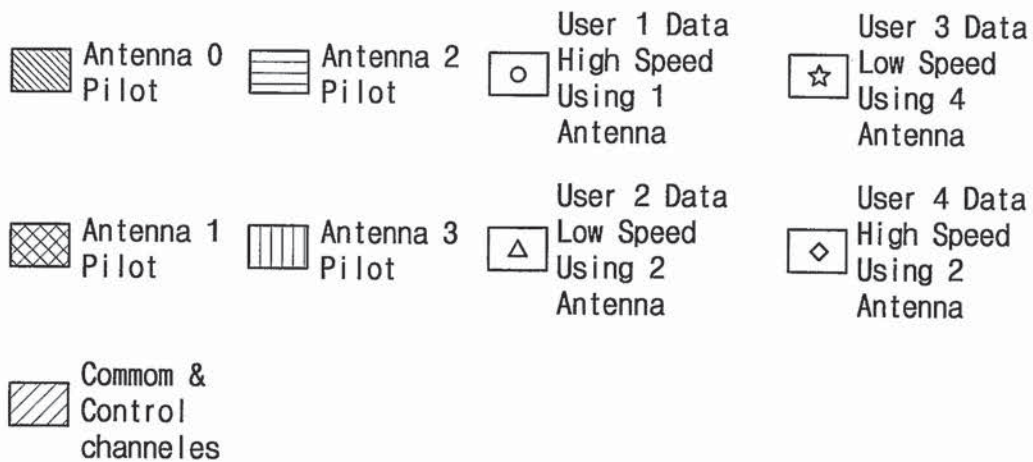 Antenna 0
Pilot
Antenna 2
Pilot
User 1 Data
High Speed
Using 1
Antenna
User 3 Data
Low Speed
Using 4
Antenna
Antenna 1
Pilot
Antenna 3
Pilot
User 2 Data
Low Speed
Using 2
Antenna
User 4 Data
High Speed
Using 2
Antenna
Commom &
Control
channeles